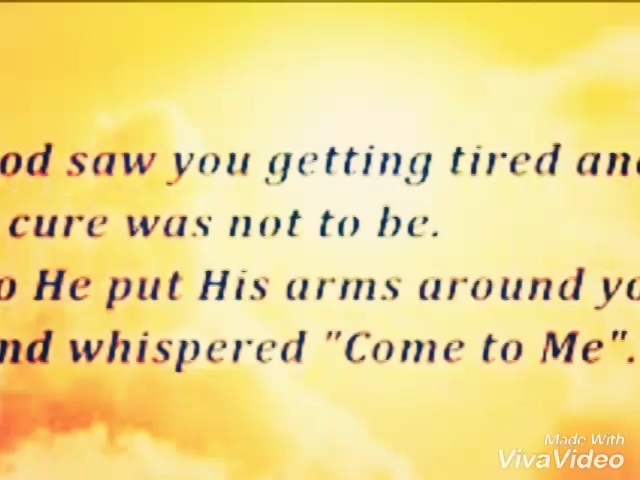 od saw you getting tired an
cure was not to be.
o He put His arms around yo
nd whispered "Come to Me".
Made With
VivaVideo